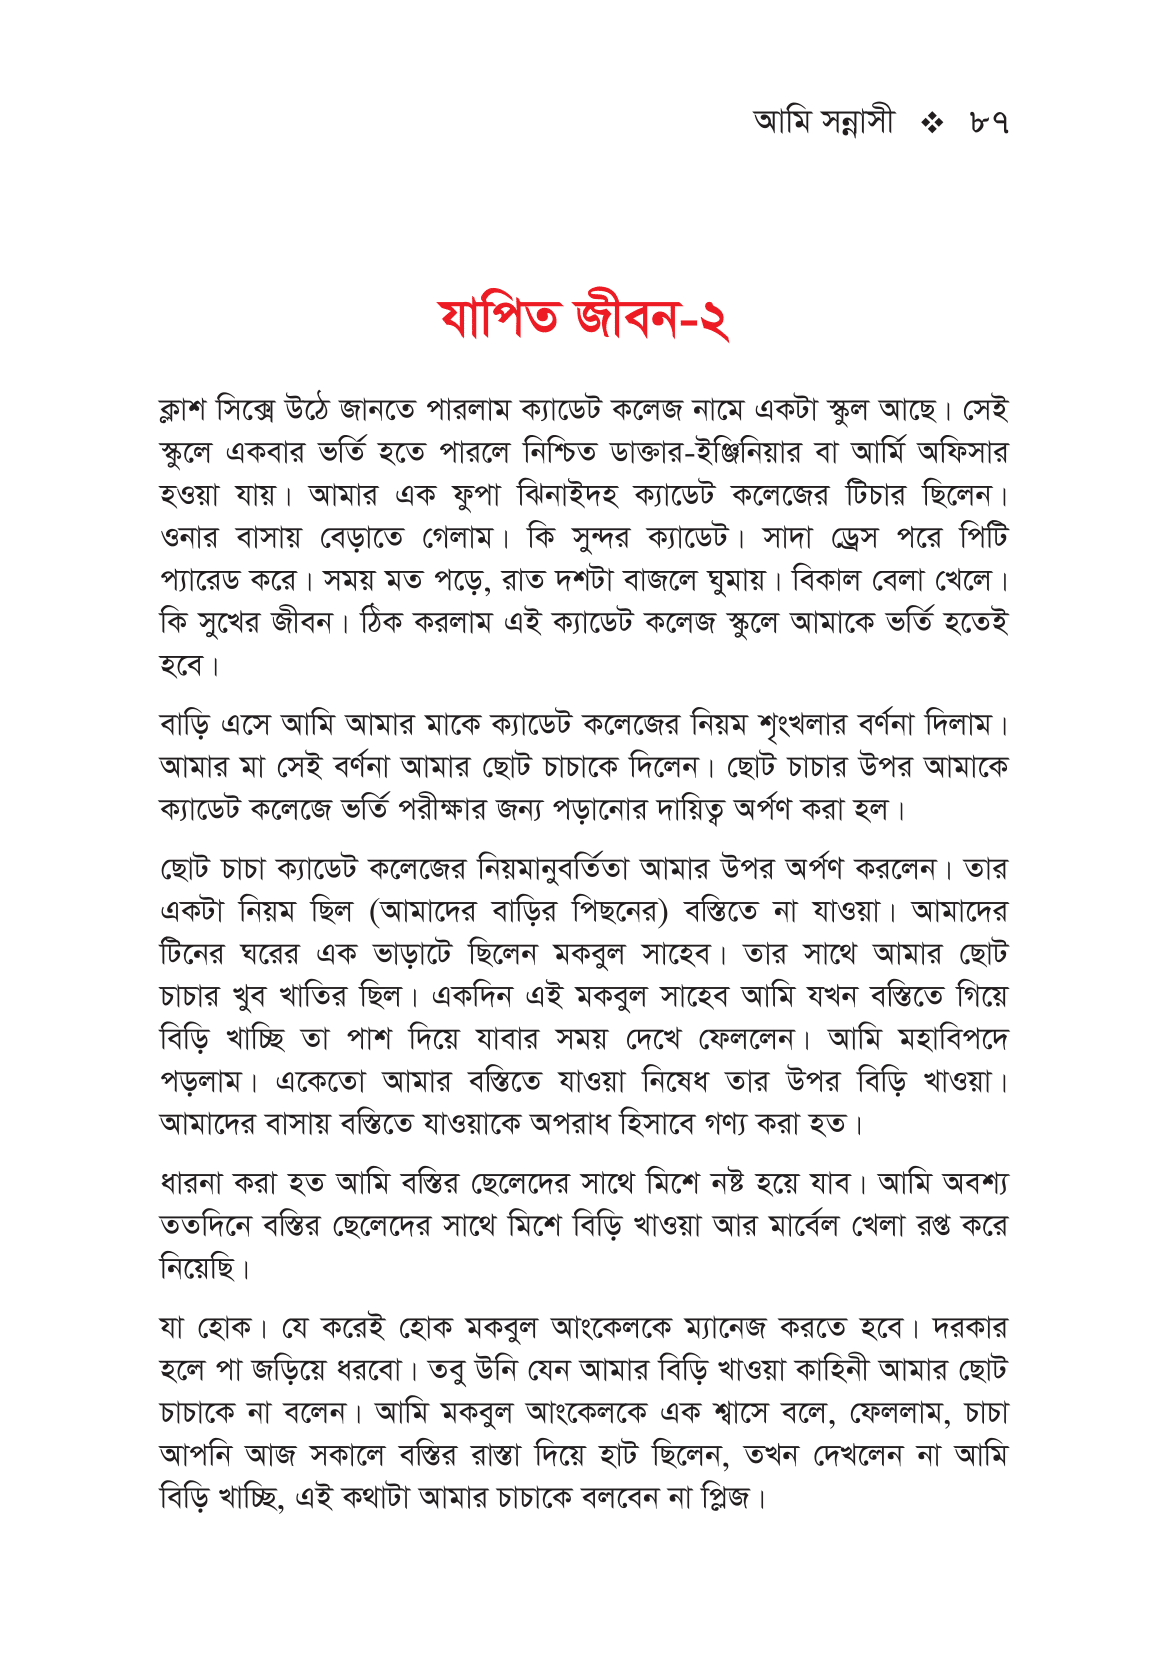 আমি সন্নাসী ❖ ৮৭
যাপিত জীবন-২
ক্লাশ সিক্সে উঠে জানতে পারলাম ক্যাডেট কলেজ নামে একটা স্কুল আছে। সেই
স্কুলে একবার ভর্তি হতে পারলে নিশ্চিত ডাক্তার-ইঞ্জিনিয়ার বা আর্মি অফিসার
হওয়া যায়। আমার এক ফুপা ঝিনাইদহ ক্যাডেট কলেজের টিচার ছিলেন।
ওনার বাসায় বেড়াতে গেলাম। কি সুন্দর ক্যাডেট। সাদা ড্রেস পরে পিটি
প্যারেড করে। সময় মত পড়ে, রাত দশটা বাজলে ঘুমায়। বিকাল বেলা খেলে।
কি সুখের জীবন। ঠিক করলাম এই ক্যাডেট কলেজ স্কুলে আমাকে ভর্তি হতেই
হবে।
বাড়ি এসে আমি আমার মাকে ক্যাডেট কলেজের নিয়ম শৃংখলার বর্ণনা দিলাম।
আমার মা সেই বর্ণনা আমার ছোট চাচাকে দিলেন। ছোট চাচার উপর আমাকে
ক্যাডেট কলেজে ভর্তি পরীক্ষার জন্য পড়ানোর দায়িত্ব অর্পণ করা হল।
ছোট চাচা ক্যাডেট কলেজের নিয়মানুবর্তিতা আমার উপর অর্পণ করলেন। তার
একটা নিয়ম ছিল (আমাদের বাড়ির পিছনের) বস্তিতে না যাওয়া। আমাদের
টিনের ঘরের এক ভাড়াটে ছিলেন মকবুল সাহেব। তার সাথে আমার ছোট
চাচার খুব খাতির ছিল। একদিন এই মকবুল সাহেব আমি যখন বস্তিতে গিয়ে
বিড়ি খাচ্ছি তা পাশ দিয়ে যাবার সময় দেখে ফেললেন। আমি মহাবিপদে
পড়লাম। একেতো আমার বস্তিতে যাওয়া নিষেধ তার উপর বিড়ি খাওয়া।
আমাদের বাসায় বস্তিতে যাওয়াকে অপরাধ হিসাবে গণ্য করা হত।
ধারনা করা হত আমি বস্তির ছেলেদের সাথে মিশে নষ্ট হয়ে যাব। আমি অবশ্য
ততদিনে বস্তির ছেলেদের সাথে মিশে বিড়ি খাওয়া আর মার্বেল খেলা রপ্ত করে
নিয়েছি।
যা হোক। যে করেই হোক মকবুল আংকেলকে ম্যানেজ করতে হবে। দরকার
হলে পা জড়িয়ে ধরবো। তবু উনি যেন আমার বিড়ি খাওয়া কাহিনী আমার ছোট
চাচাকে না বলেন। আমি মকবুল আংকেলকে এক শ্বাসে বলে, ফেললাম, চাচা
আপনি আজ সকালে বস্তির রাস্তা দিয়ে হাট ছিলেন, তখন দেখলেন না আমি
বিড়ি খাচ্ছি, এই কথাটা আমার চাচাকে বলবেন না প্লিজ।